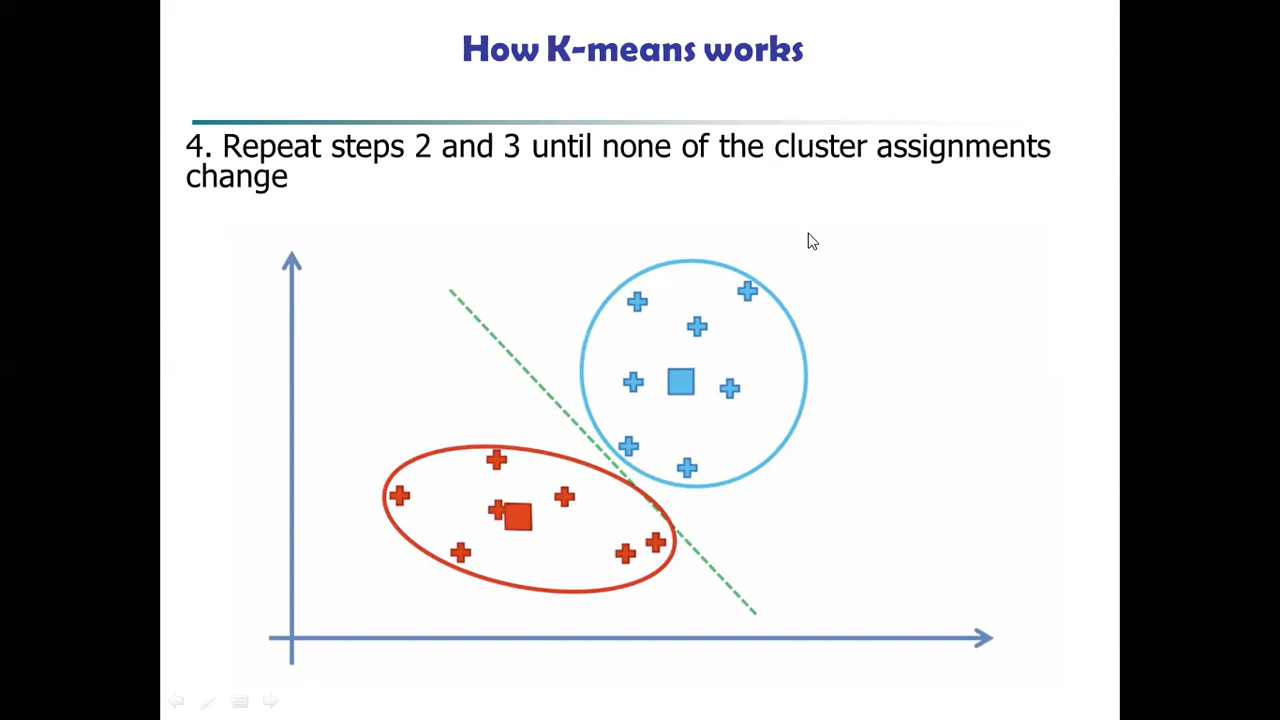 How K-means works
4. Repeat steps 2 and 3 until none of the cluster assignments
change